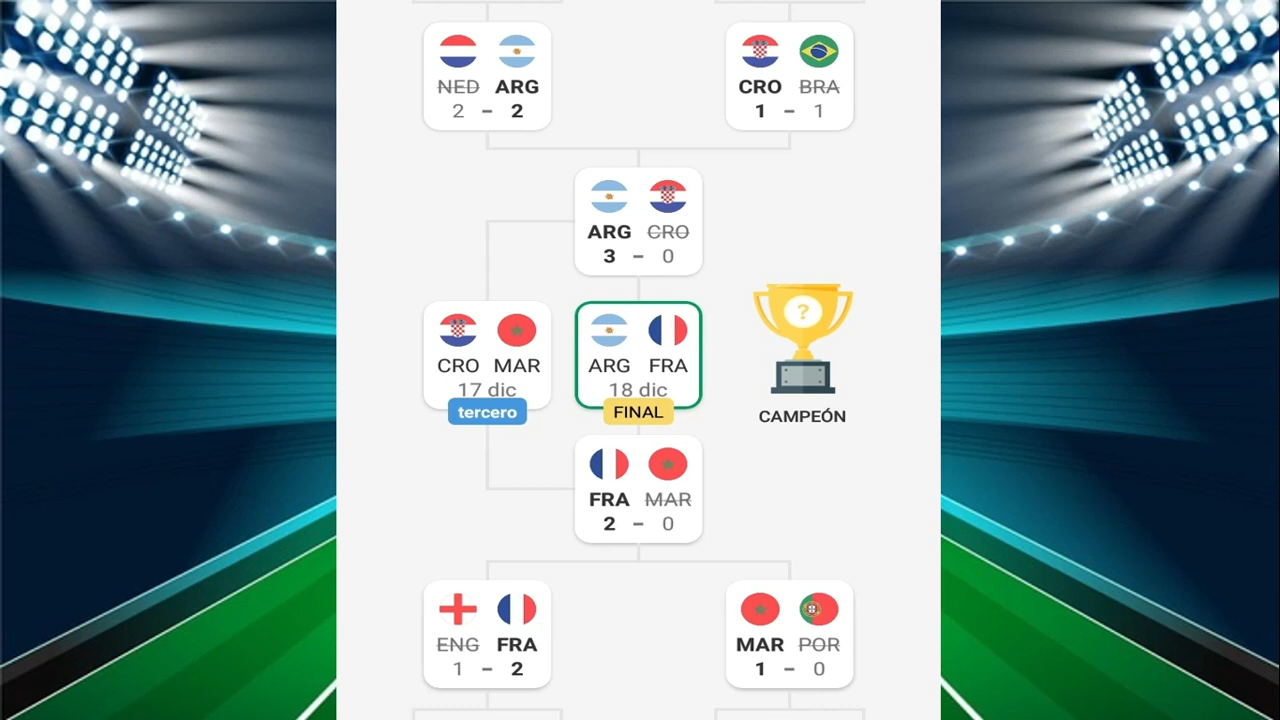 NED ARG
2 - 2
CRO BRA
1 - 1
ARG CRO
3 - 0
CRO MAR
17 dic
tercero
ARG FRA
18 dic
FINAL
?
CAMPEÓN
FRA MAR
2 - 0
ENG FRA
1 - 2
MAR POR
1 - 0